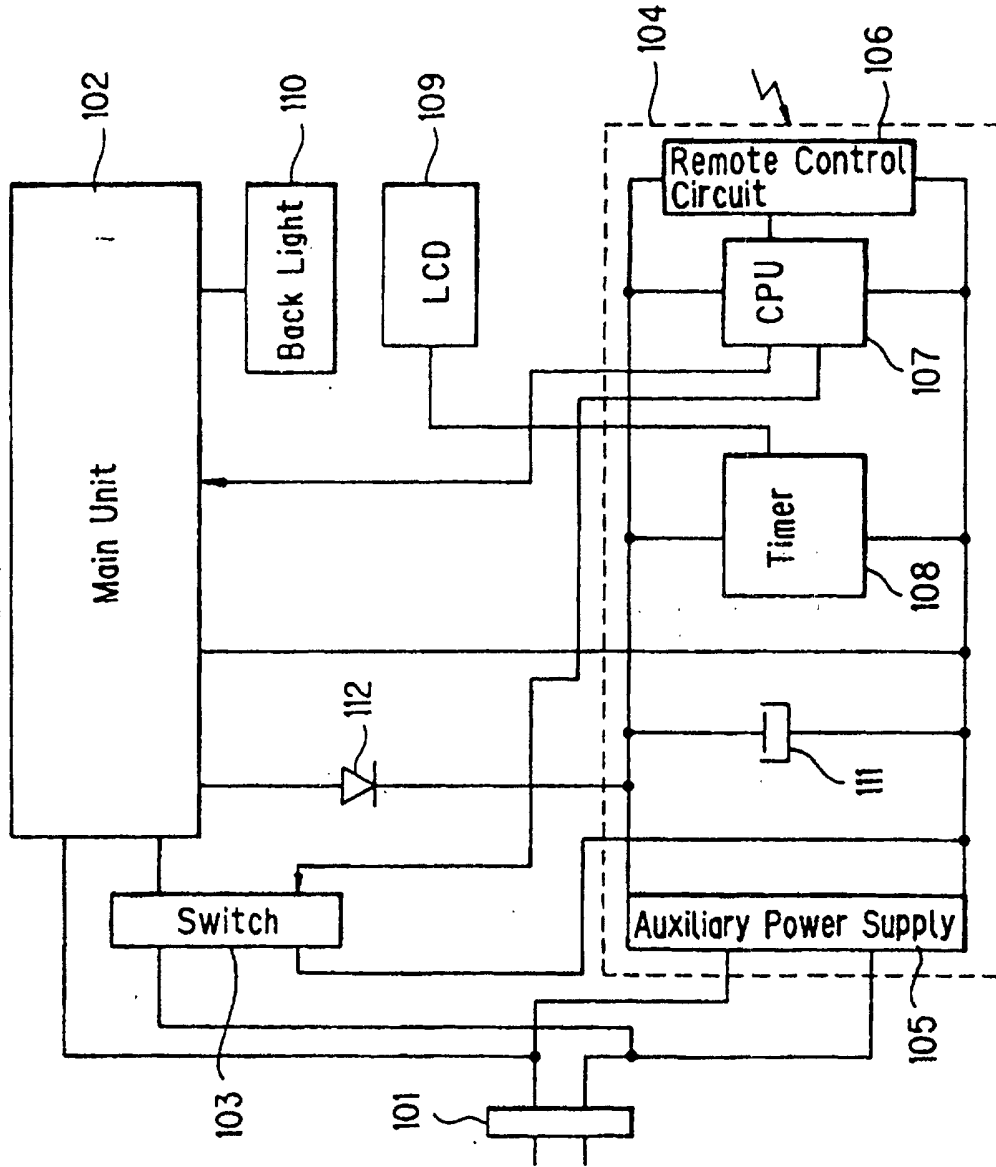 102
Main Unit
110
Back Light
109
LCD
104
106
Remote Control
Circuit
CPU
107
Timer
108
112
111
Switch
103
Auxiliary Power Supply
105
101